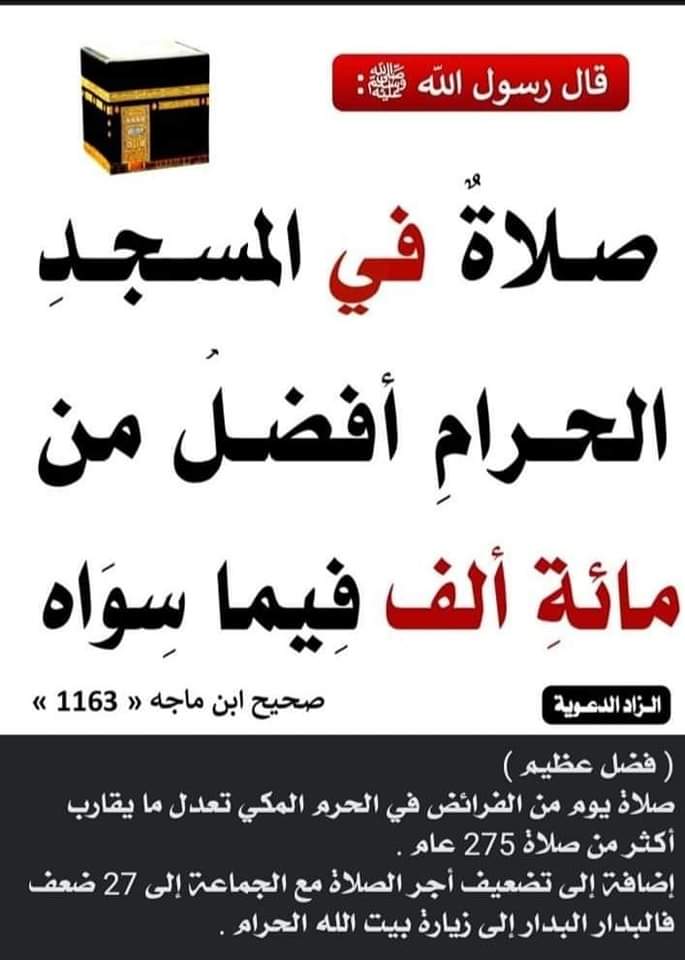 قال رسول الله ﷺ:
صلاةٌ في المسجدِ
الحرامِ أفضلُ من
مائةِ ألف فِيما سِوَاه
الزاد الدعوية
صحيح ابن ماجه « 1163 »
( فضل عظيم )
صلاة يوم من الفرائض في الحرم المكي تعدل ما يقارب
أكثر من صلاة 275 عام .
إضافة إلى تضعيف أجر الصلاة مع الجماعة إلى 27 ضعف
فالبدار البدار إلى زيارة بيت الله الحرام .